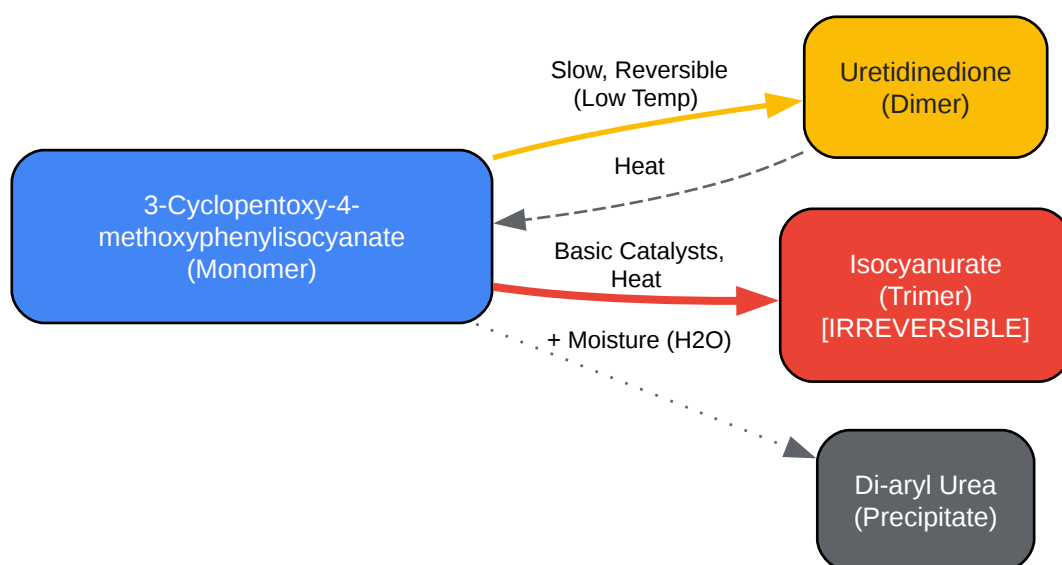 Slow, Reversible
(Low Temp)
Uretidinedione
(Dimer)
Heat
3-Cyclopentoxy-4-
methoxyphenylisocyanate
(Monomer)
Basic Catalysts,
Heat
Isocyanurate
(Trimer)
[IRREVERSIBLE]
+ Moisture (H2O)
Di-aryl Urea
(Precipitate)